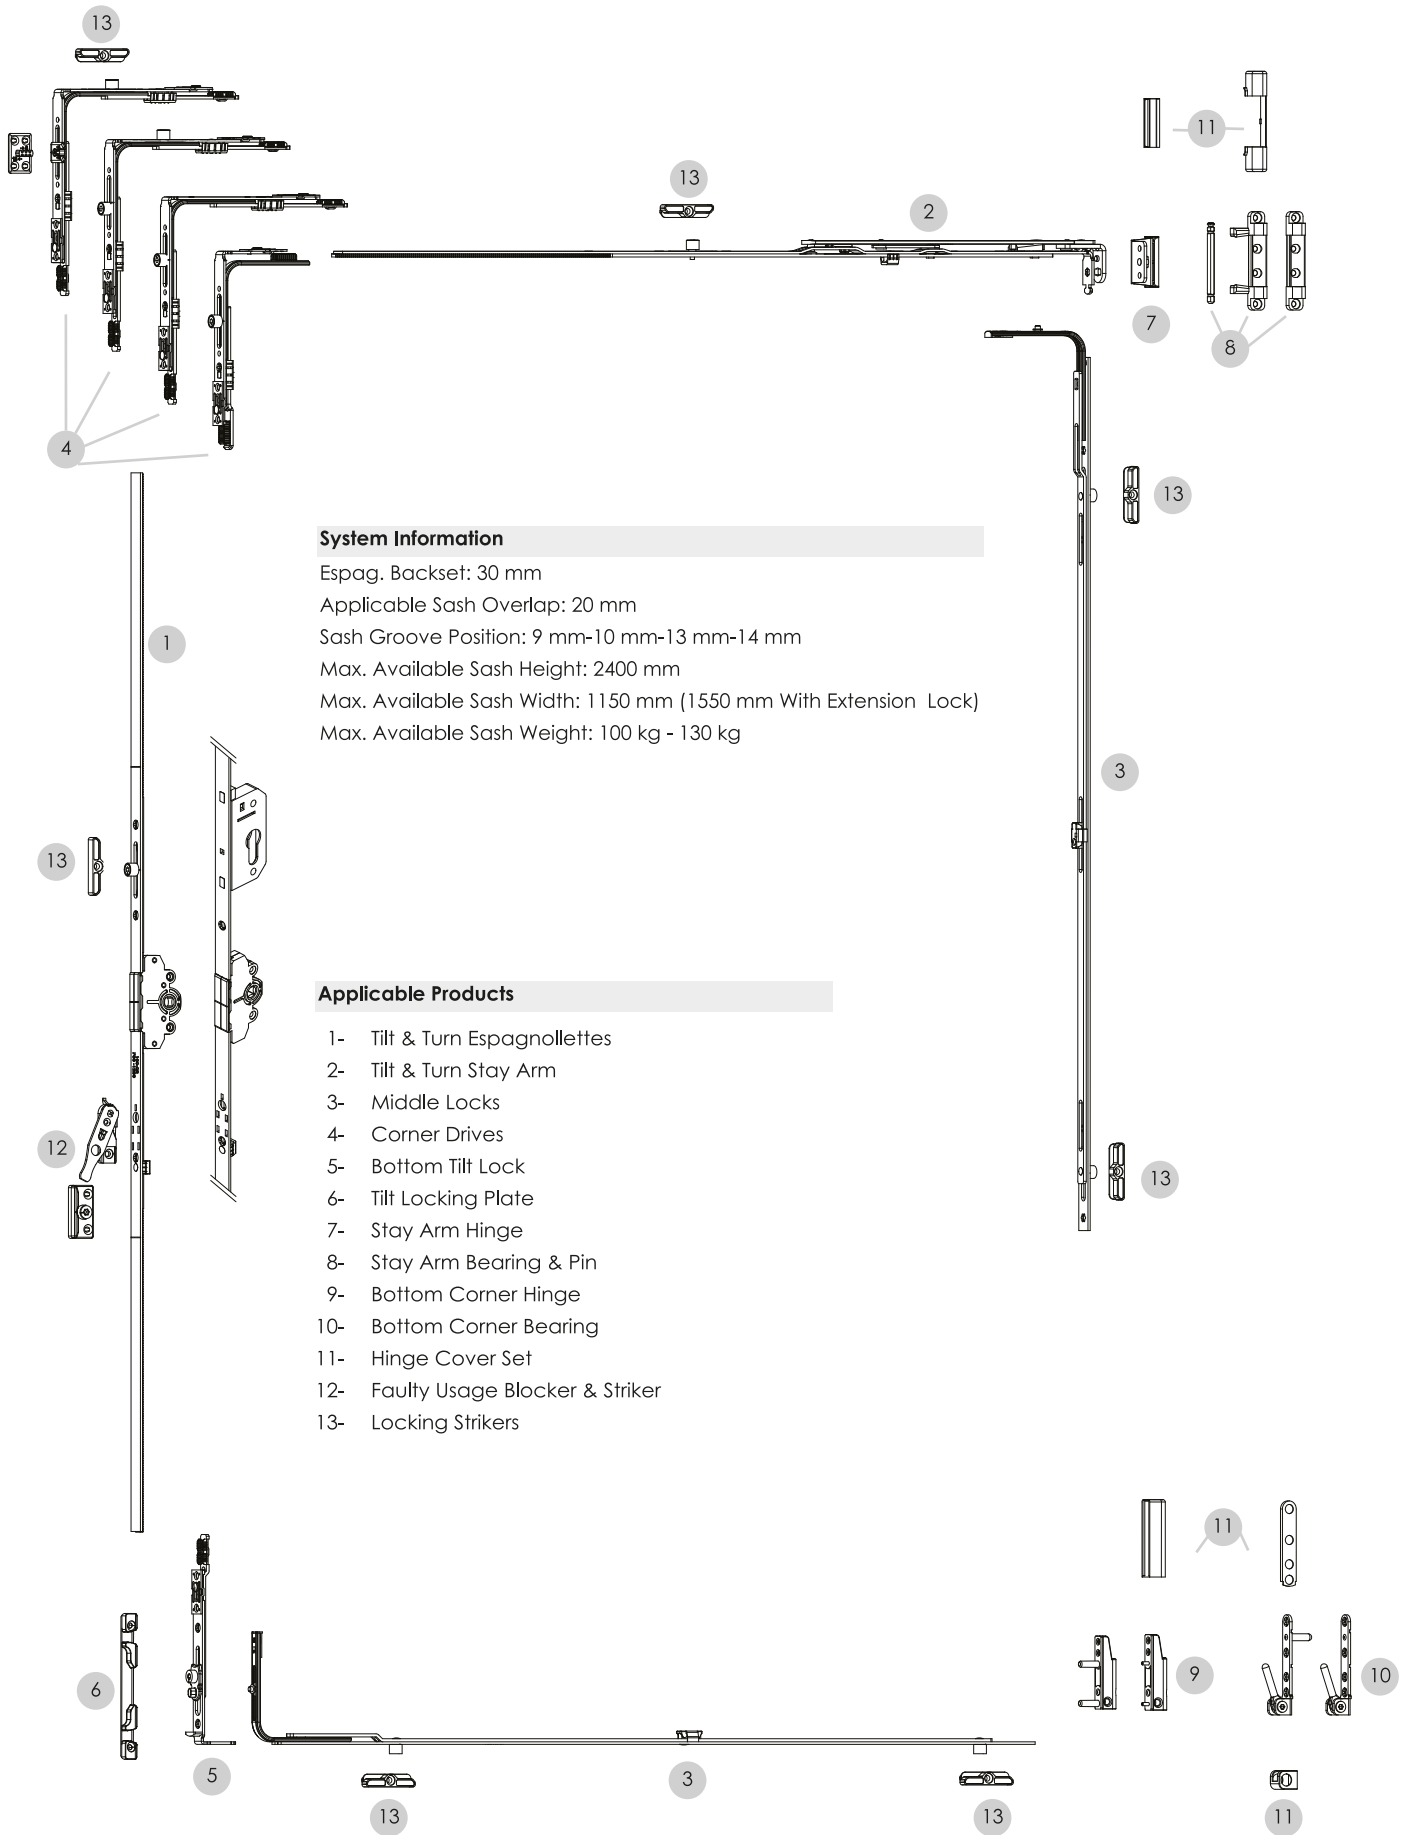 13
11
13
2
7
8
4
13
System Information
Espag. Backset: 30 mm
Applicable Sash Overlap: 20 mm
Sash Groove Position: 9 mm-10 mm-13 mm-14 mm
Max. Available Sash Height: 2400 mm
Max. Available Sash Width: 1150 mm (1550 mm With Extension Lock)
Max. Available Sash Weight: 100 kg - 130 kg
1
3
13
Applicable Products
1- Tilt & Turn Espagnollettes
2- Tilt & Turn Stay Arm
3- Middle Locks
4- Corner Drives
5- Bottom Tilt Lock
6- Tilt Locking Plate
7- Stay Arm Hinge
8- Stay Arm Bearing & Pin
9- Bottom Corner Hinge
10- Bottom Corner Bearing
11- Hinge Cover Set
12- Faulty Usage Blocker & Striker
13- Locking Strikers
12
13
11
9
10
6
5
3
13
13
11